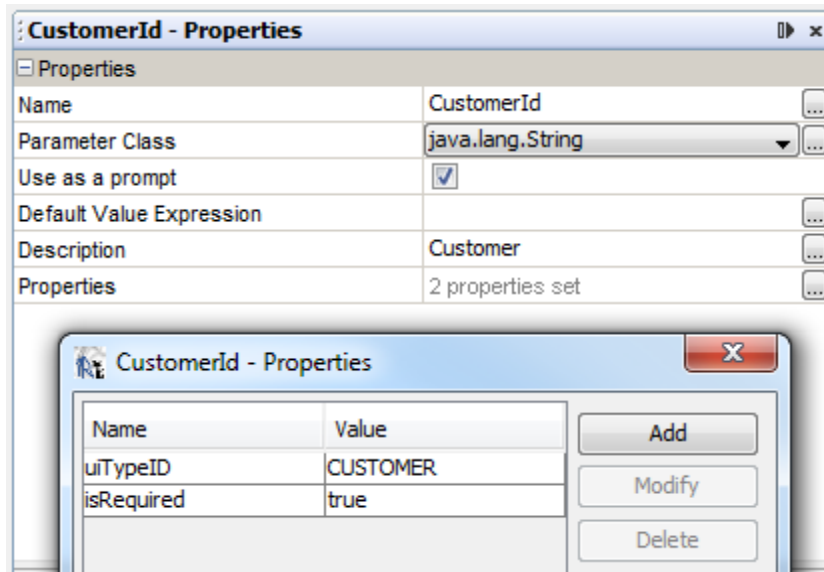 CustomerId - Properties
Properties
Name CustomerId ...
Parameter Class java.lang.String ...
Use as a prompt
Default Value Expression ...
Description Customer ...
Properties 2 properties set ...
CustomerId - Properties
Name Value Add
uiTypeID CUSTOMER
isRequired true Modify
Delete